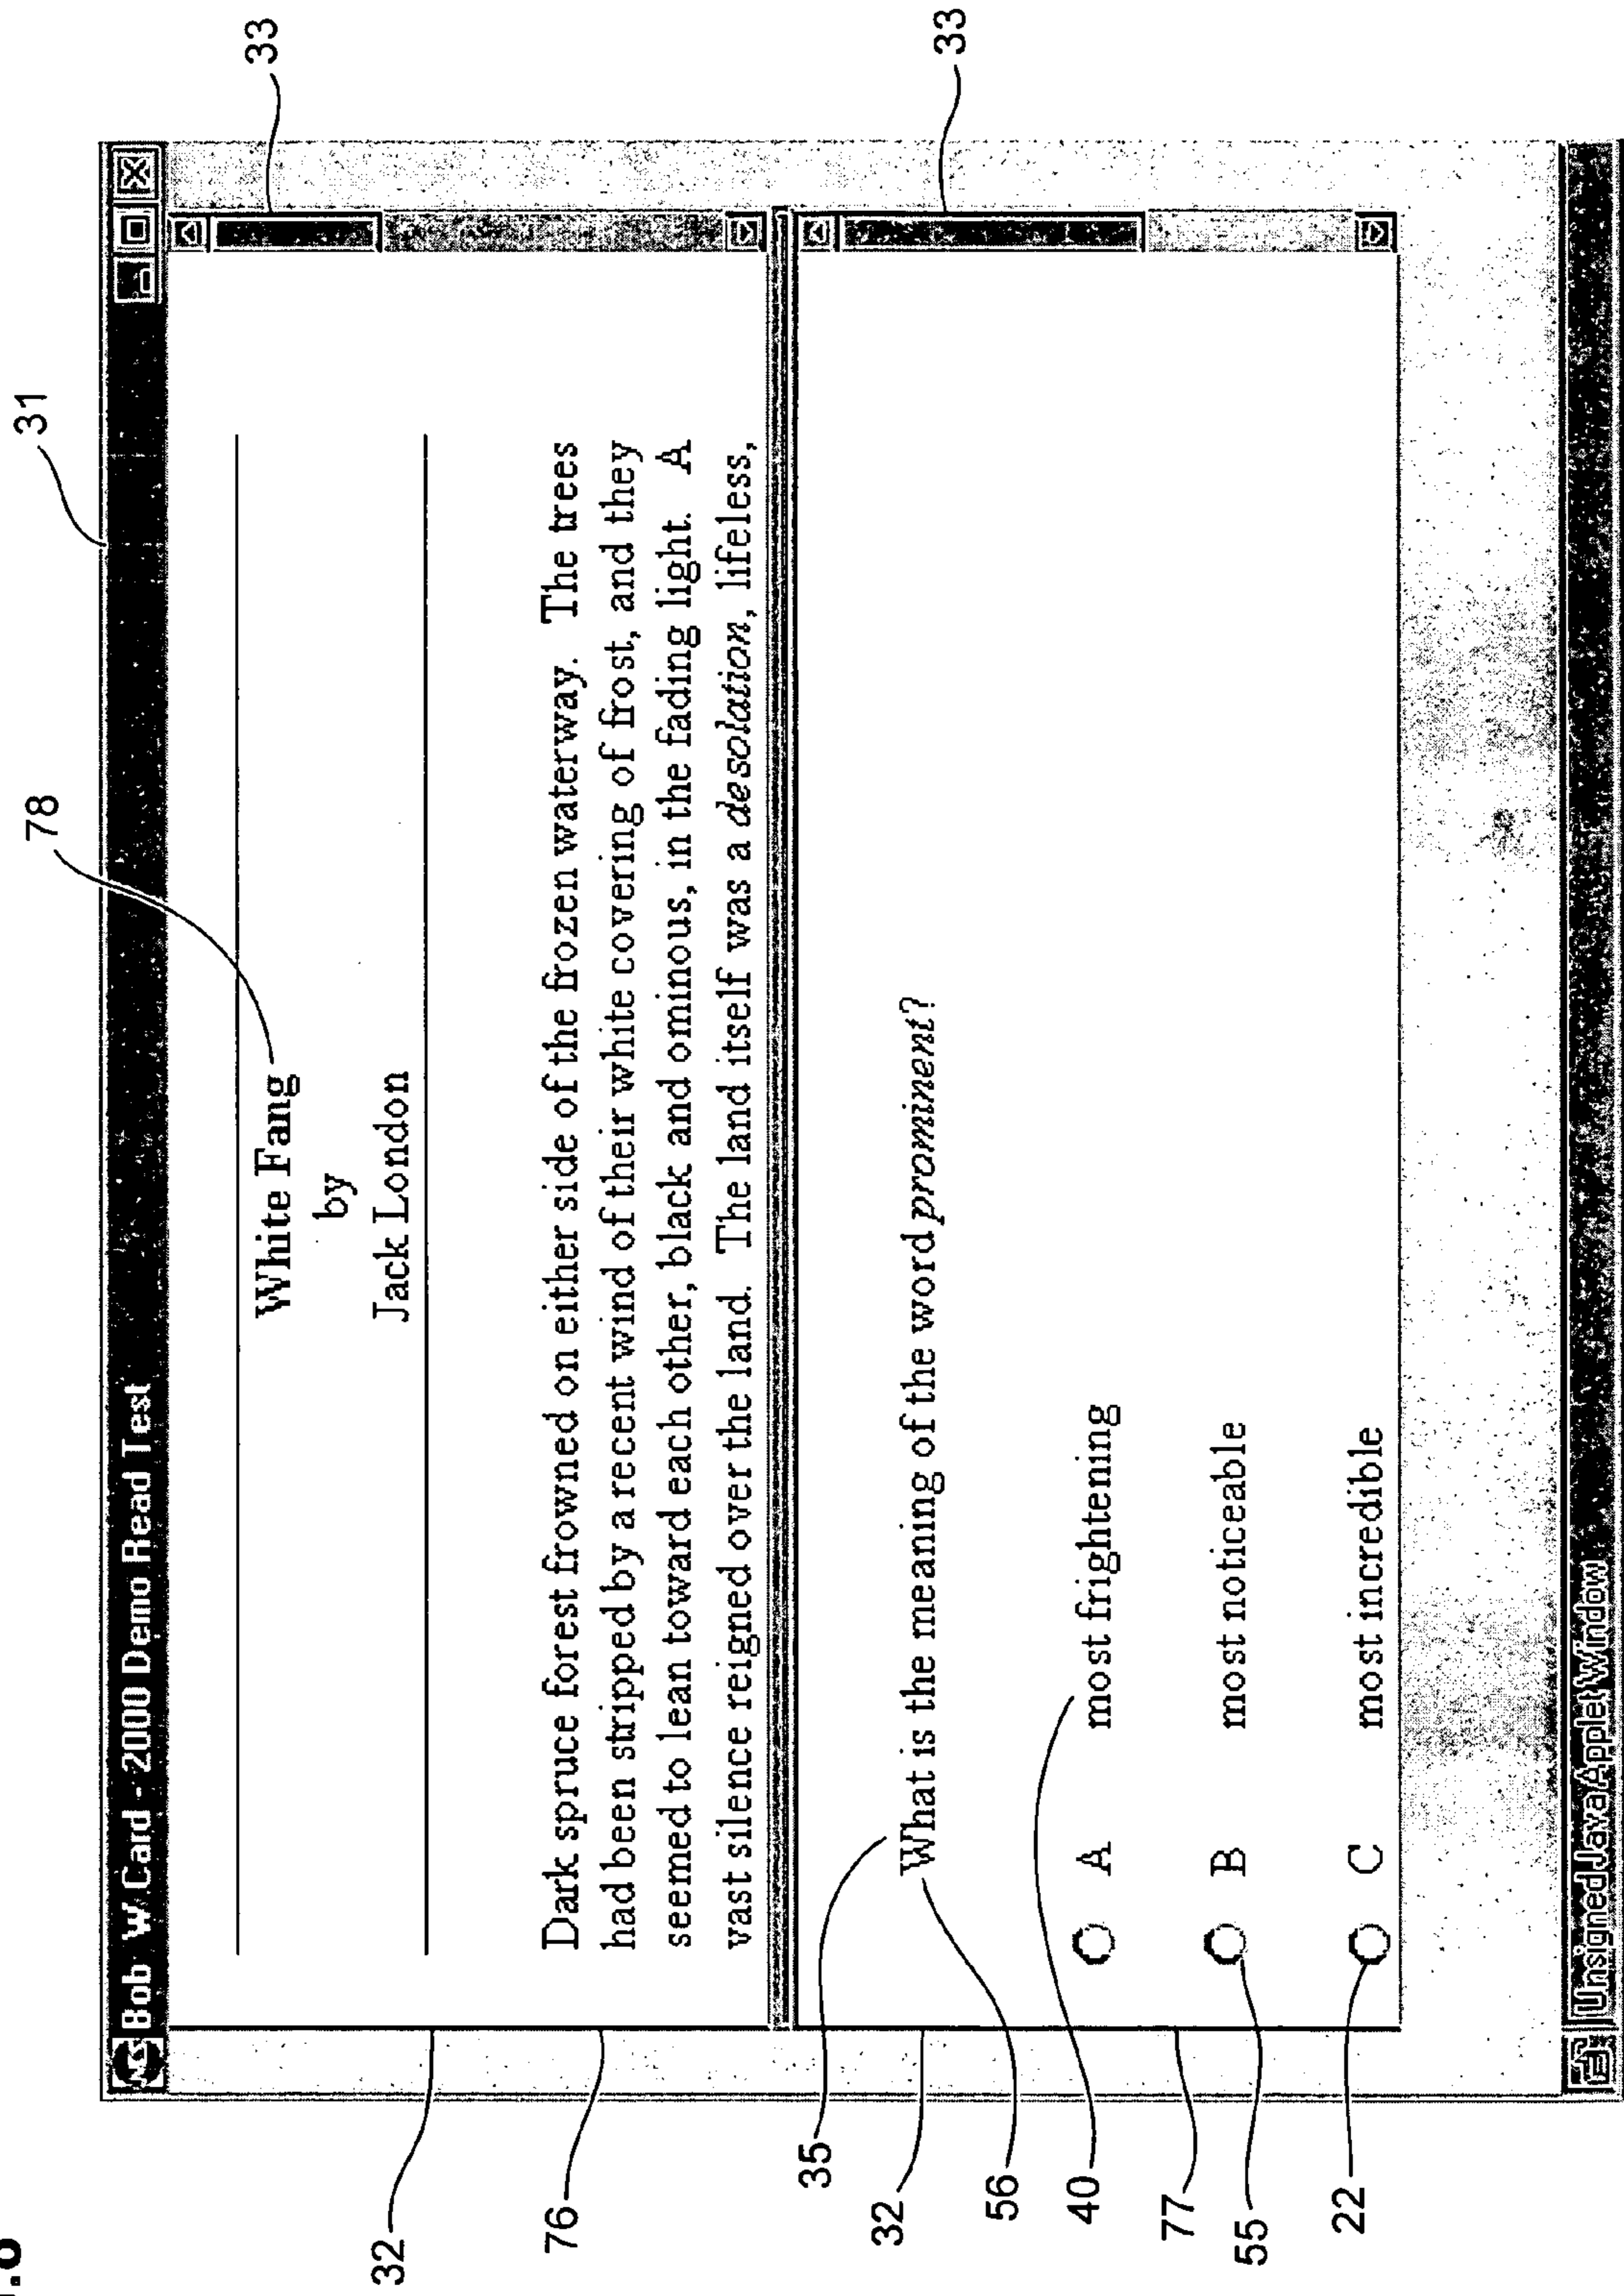 31
78
33
Bob W. Card - 2000 Demo Read Test
White Fang
by
Jack London
32
Dark spruce forest frowned on either side of the frozen waterway. The trees
76
had been stripped by a recent wind of their white covering of frost, and they
seemed to lean toward each other, black and ominous, in the fading light. A
vast silence reigned over the land. The land itself was a desolation, lifeless,
35
32
What is the meaning of the word prominent?
33
56
40
A most frightening
77
B most noticeable
55
22
C most incredible
Unsigned Java Applet Window